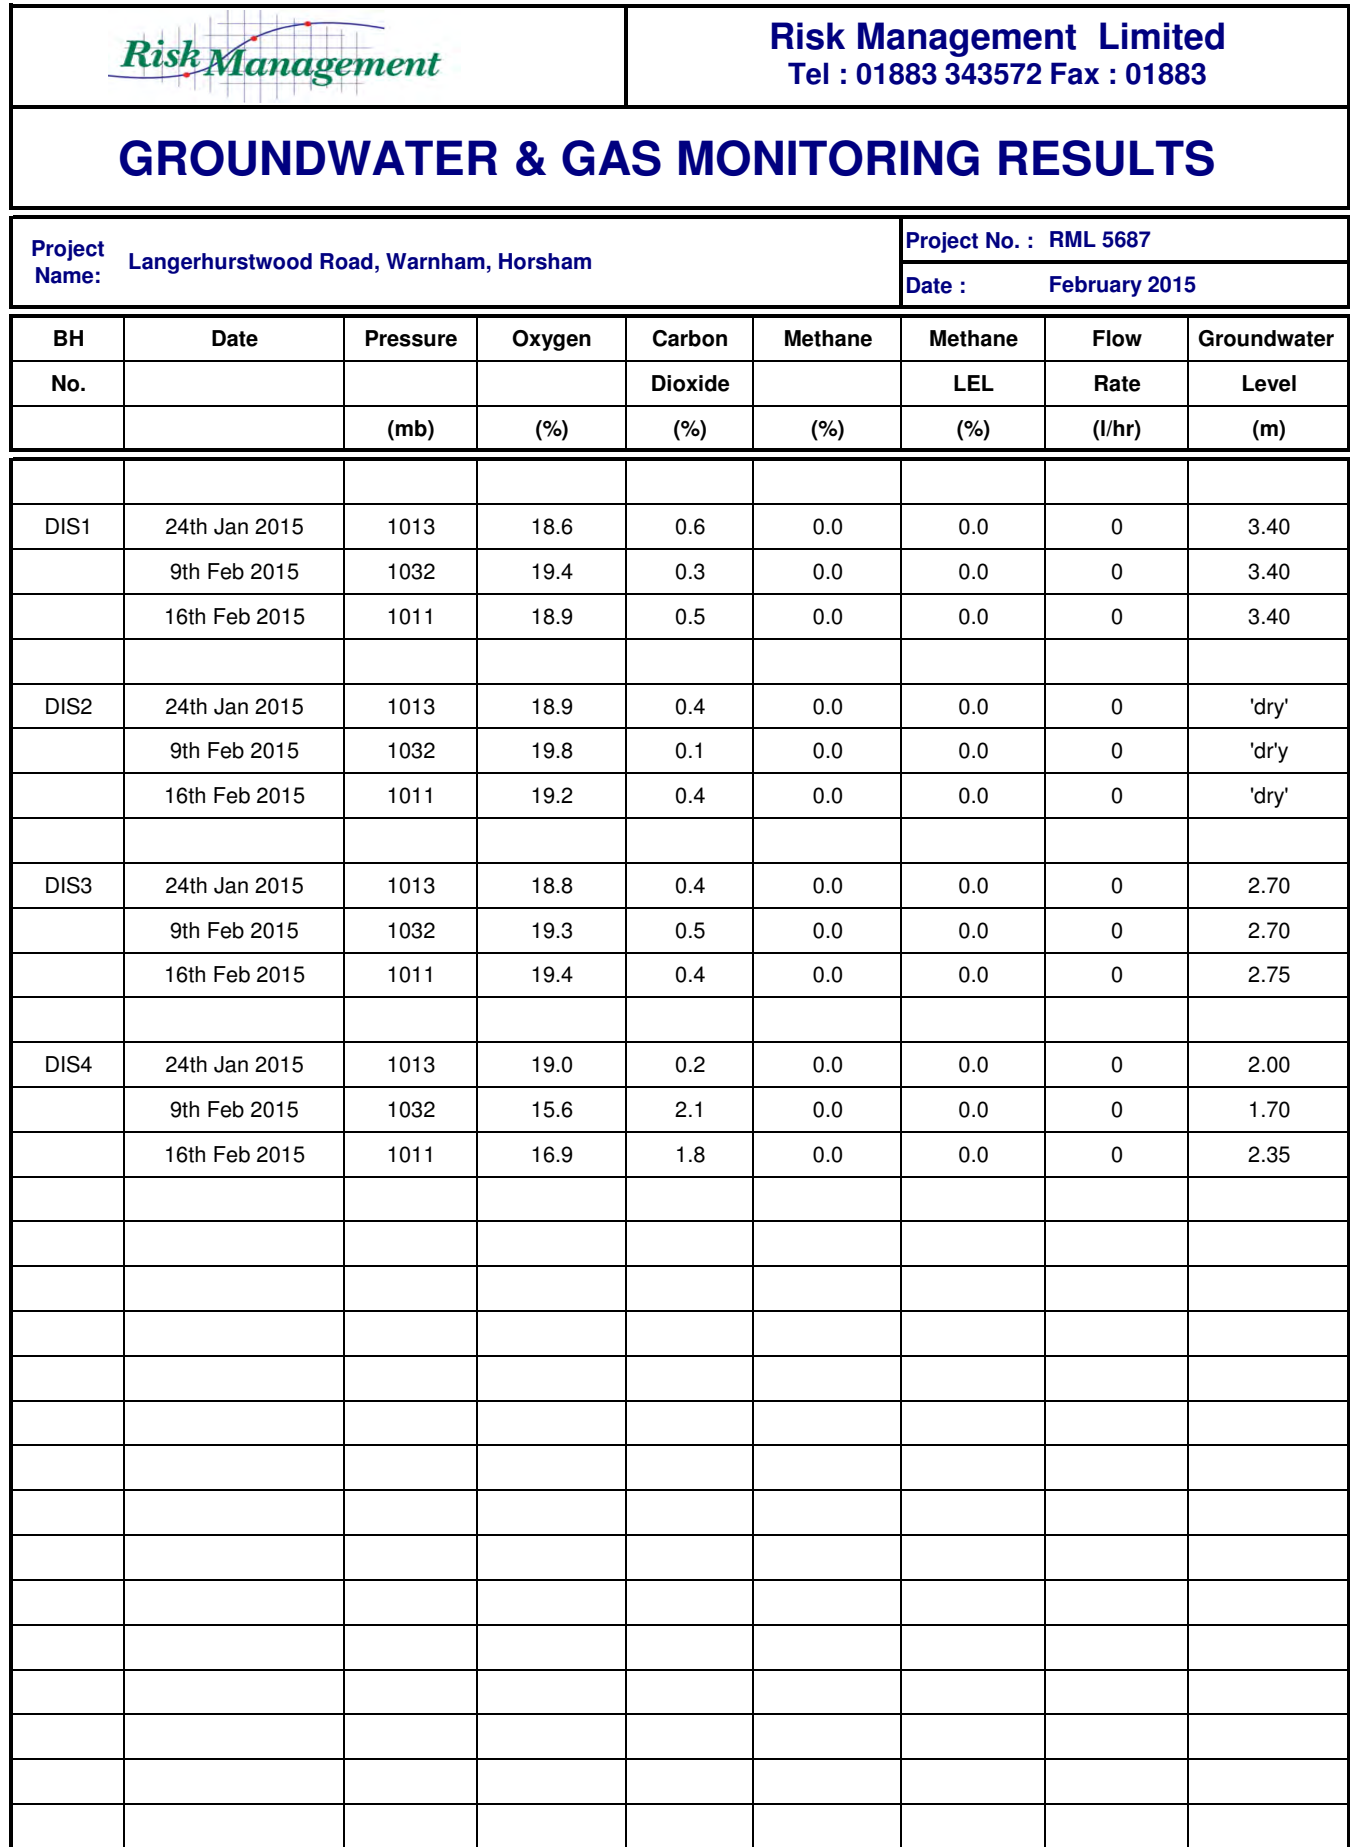 Risk Management
Risk Management Limited
Tel : 01883 343572 Fax : 01883
GROUNDWATER & GAS MONITORING RESULTS
Project Name: Langerhurstwood Road, Warnham, Horsham
Project No. : RML 5687
Date : February 2015
BH Date Pressure Oxygen Carbon Methane Methane Flow Groundwater
No. Dioxide LEL Rate Level
(mb) (%) (%) (%) (%) (l/hr) (m)
DIS1 24th Jan 2015 1013 18.6 0.6 0.0 0.0 0 3.40
9th Feb 2015 1032 19.4 0.3 0.0 0.0 0 3.40
16th Feb 2015 1011 18.9 0.5 0.0 0.0 0 3.40
DIS2 24th Jan 2015 1013 18.9 0.4 0.0 0.0 0 'dry'
9th Feb 2015 1032 19.8 0.1 0.0 0.0 0 'dr'y
16th Feb 2015 1011 19.2 0.4 0.0 0.0 0 'dry'
DIS3 24th Jan 2015 1013 18.8 0.4 0.0 0.0 0 2.70
9th Feb 2015 1032 19.3 0.5 0.0 0.0 0 2.70
16th Feb 2015 1011 19.4 0.4 0.0 0.0 0 2.75
DIS4 24th Jan 2015 1013 19.0 0.2 0.0 0.0 0 2.00
9th Feb 2015 1032 15.6 2.1 0.0 0.0 0 1.70
16th Feb 2015 1011 16.9 1.8 0.0 0.0 0 2.35